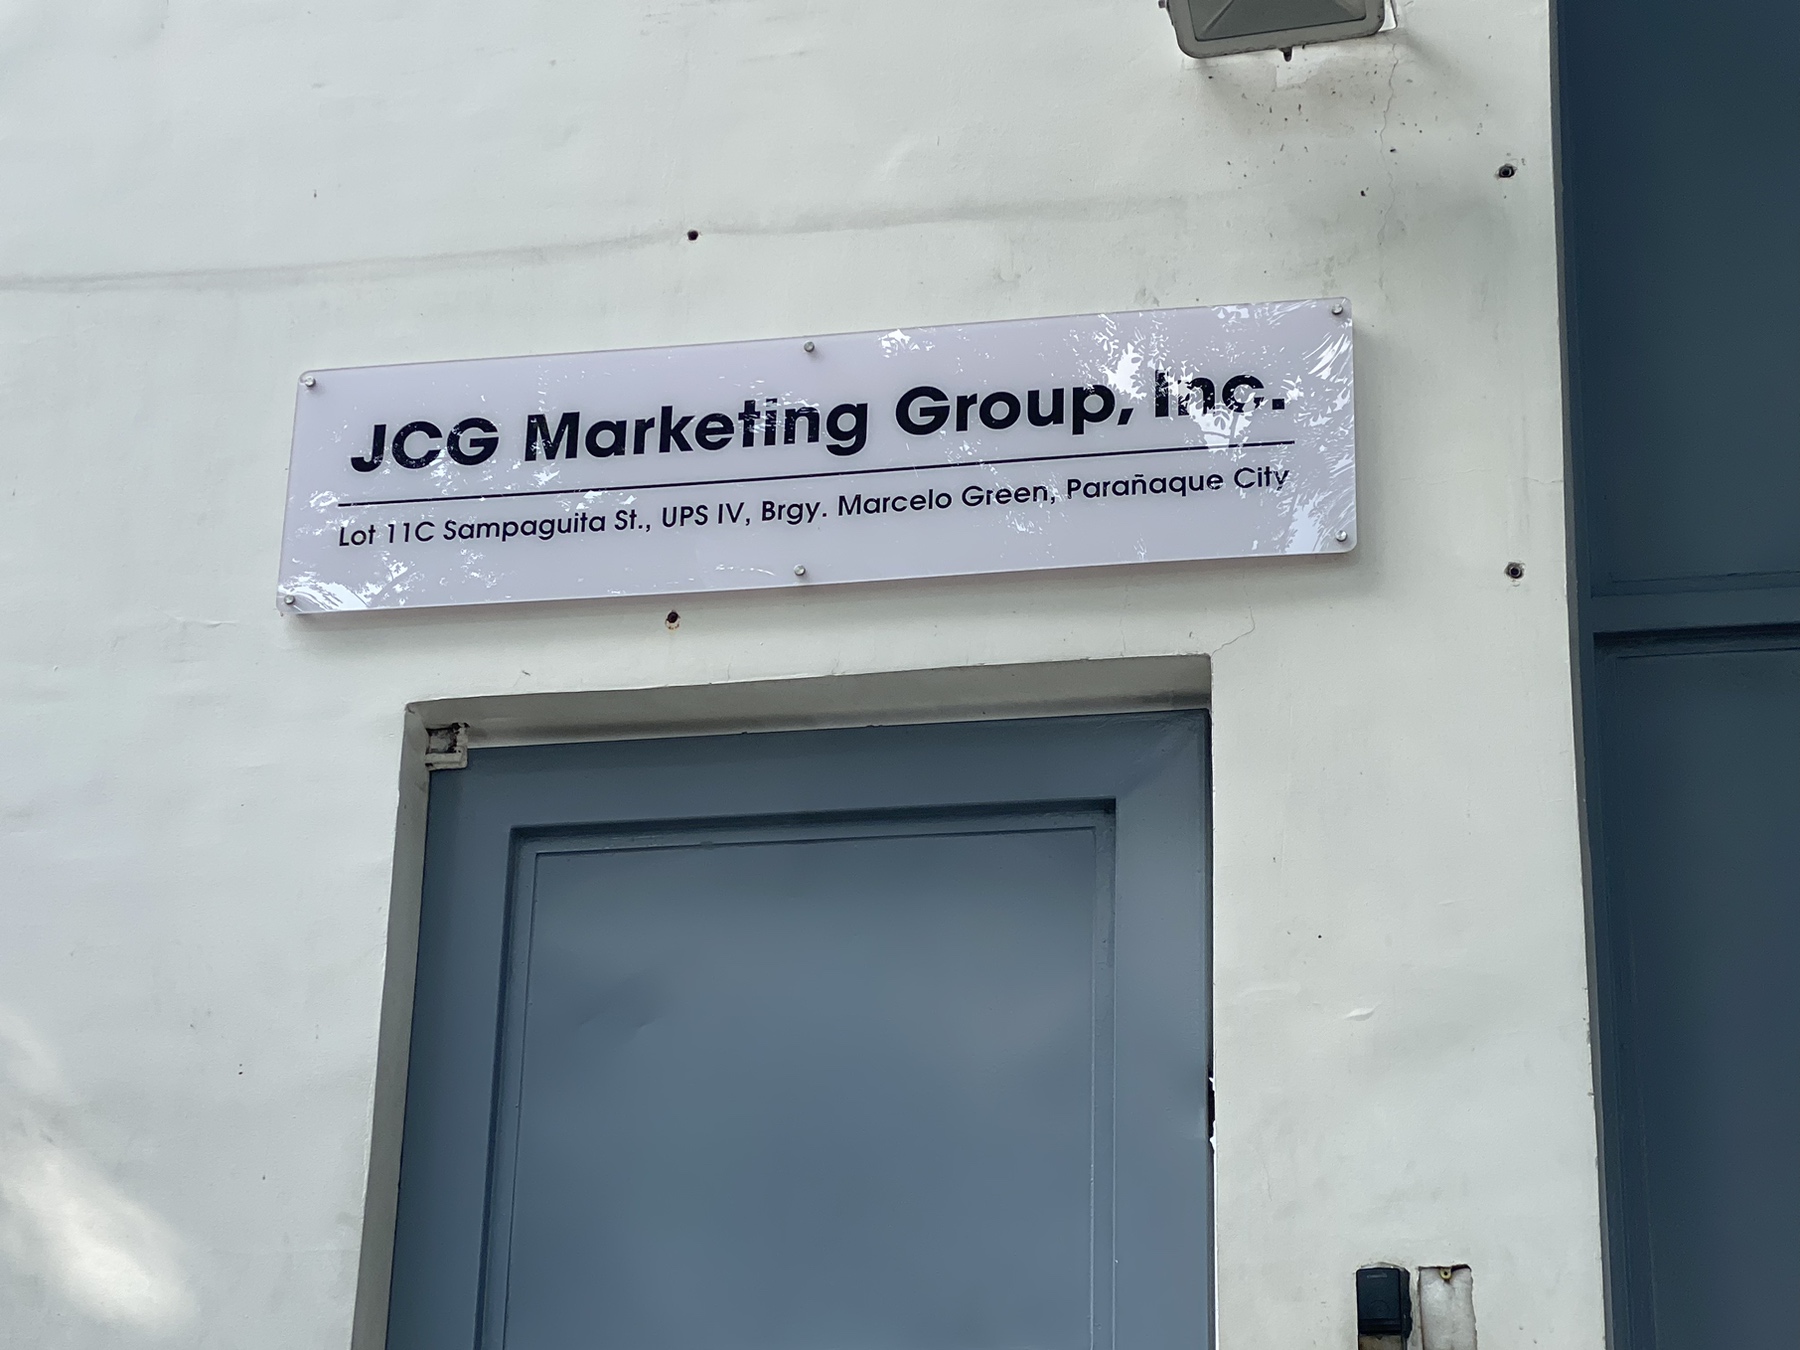 JCG Marketing Group, Inc.
Lot 11C Sampaguita St., UPS IV, Brgy. Marcelo Green, Parañaque City